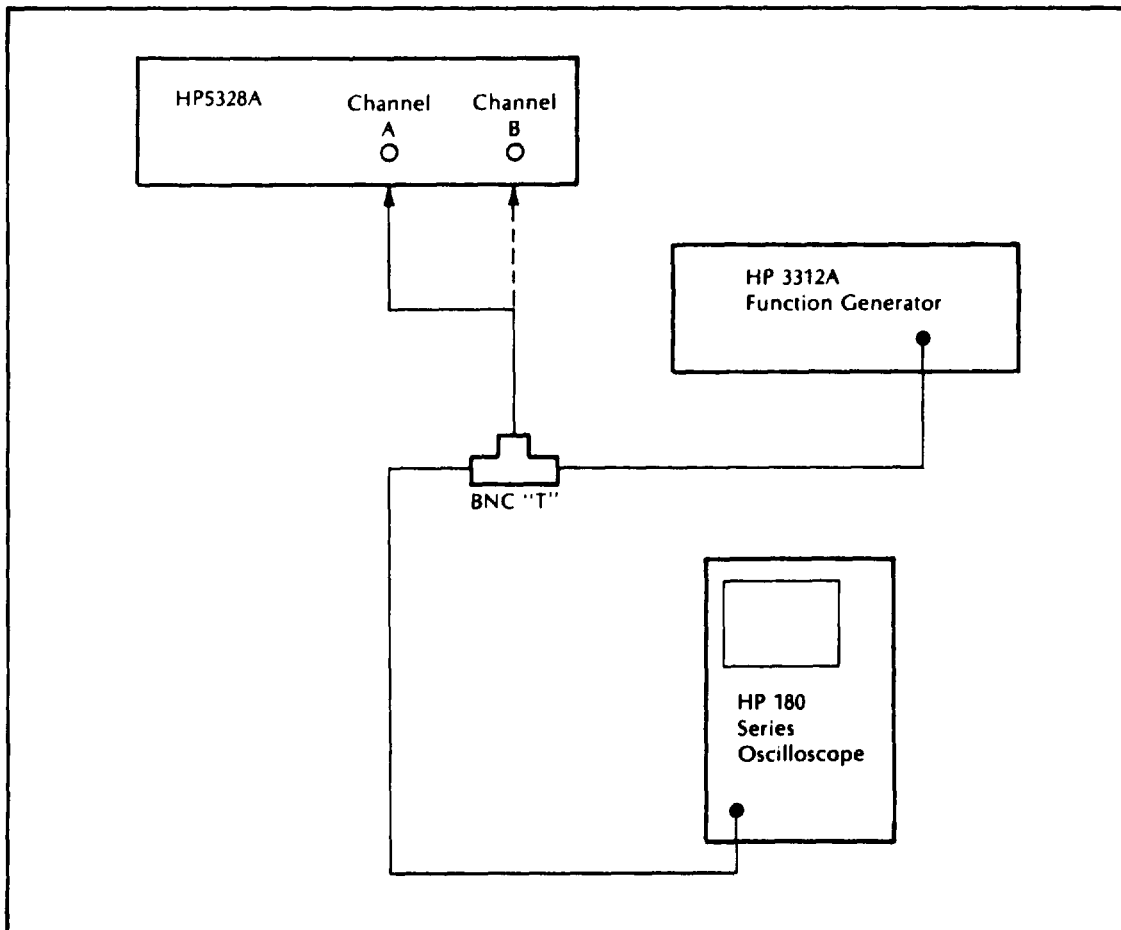 HP5328A
Channel
A
Channel
B
HP 3312A
Function Generator
BNC "T"
HP 180
Series
Oscilloscope